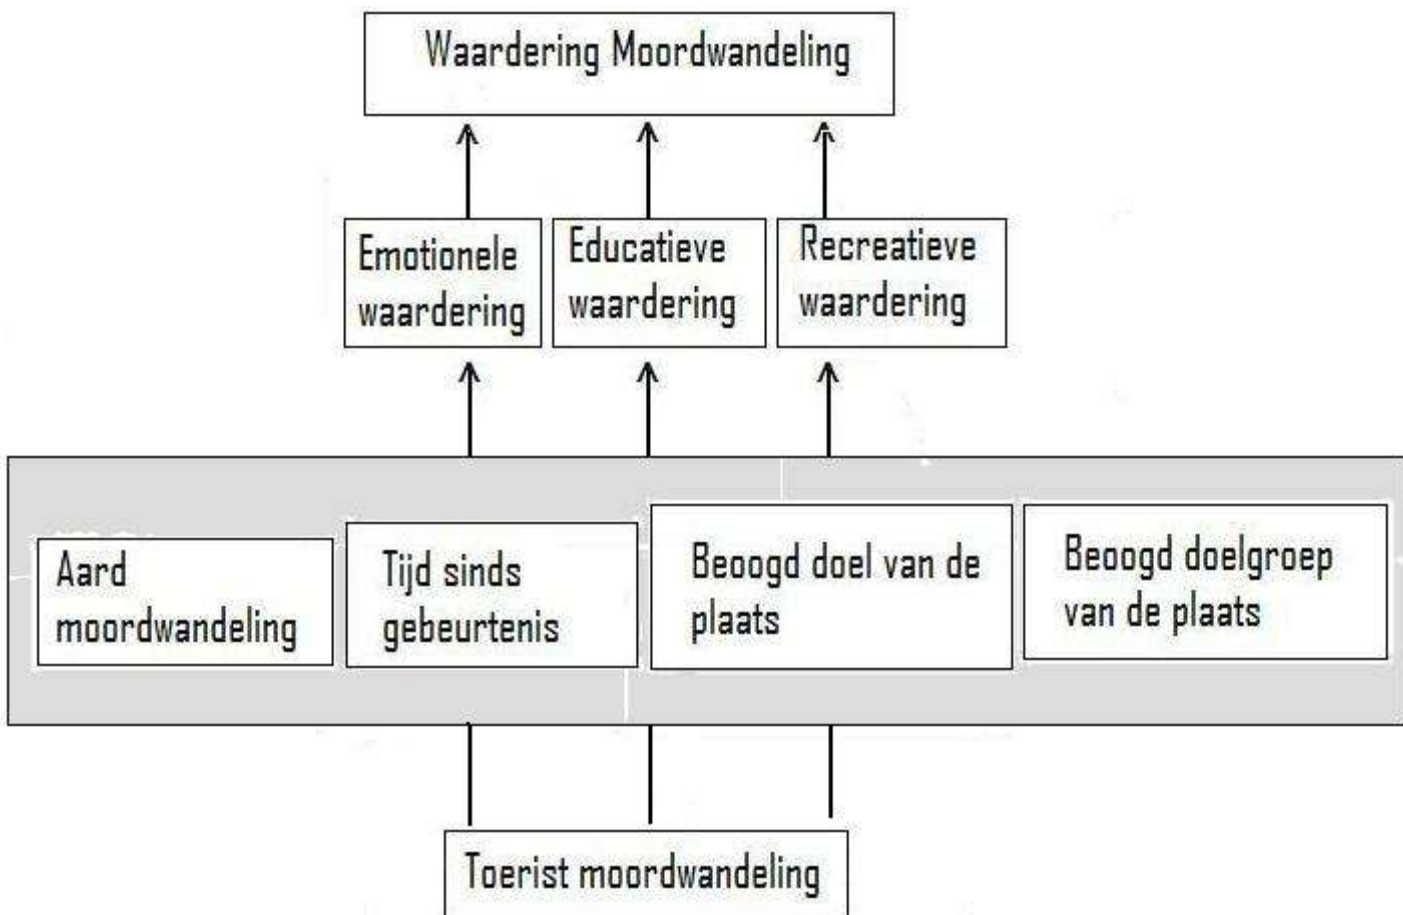 Waardering Moordwandeling
Emotionele
waardering
Educatieve
waardering
Recreatieve
waardering
Aard
moordwandeling
Tijd sinds
gebeurtenis
Beoogd doel van de
plaats
Beoogd doelgroep
van de plaats
Toerist moordwandeling